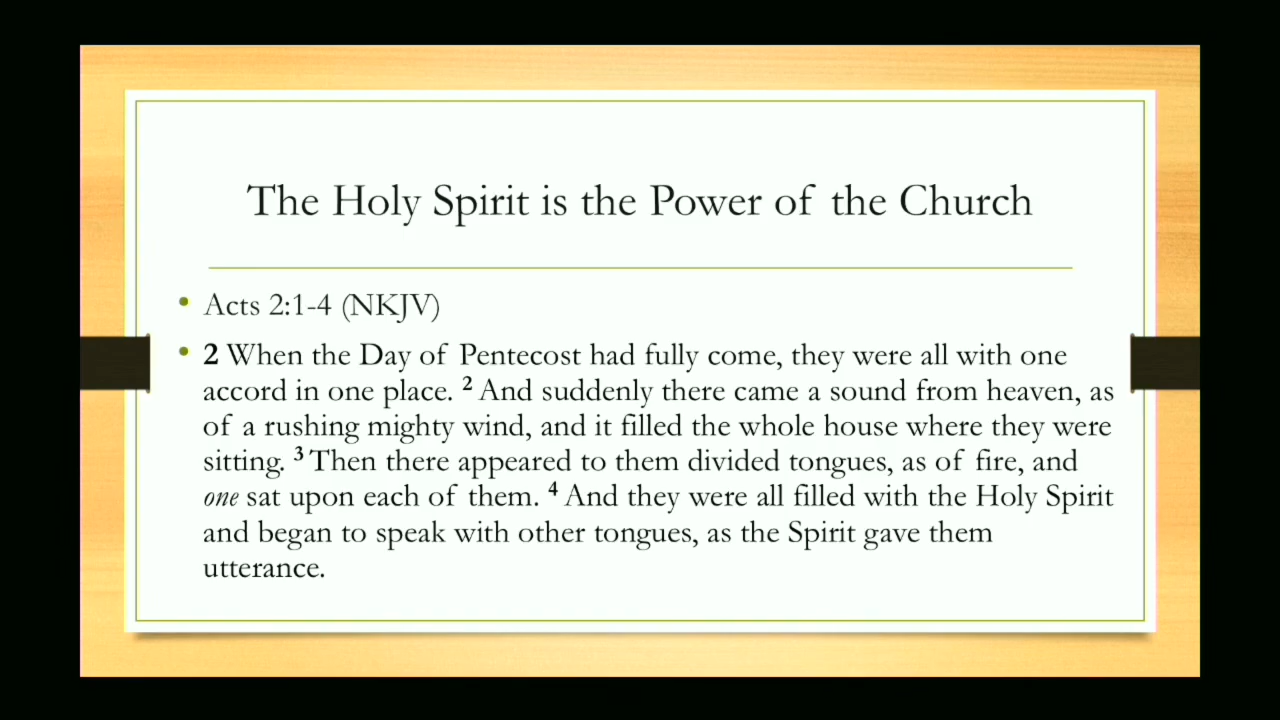 The Holy Spirit is the Power of the Church
• Acts 2:1-4 (NKJV)
• 2 When the Day of Pentecost had fully come, they were all with one
accord in one place. 2 And suddenly there came a sound from heaven, as
of a rushing mighty wind, and it filled the whole house where they were
sitting. 3 Then there appeared to them divided tongues, as of fire, and
one sat upon each of them. 4 And they were all filled with the Holy Spirit
and began to speak with other tongues, as the Spirit gave them
utterance.